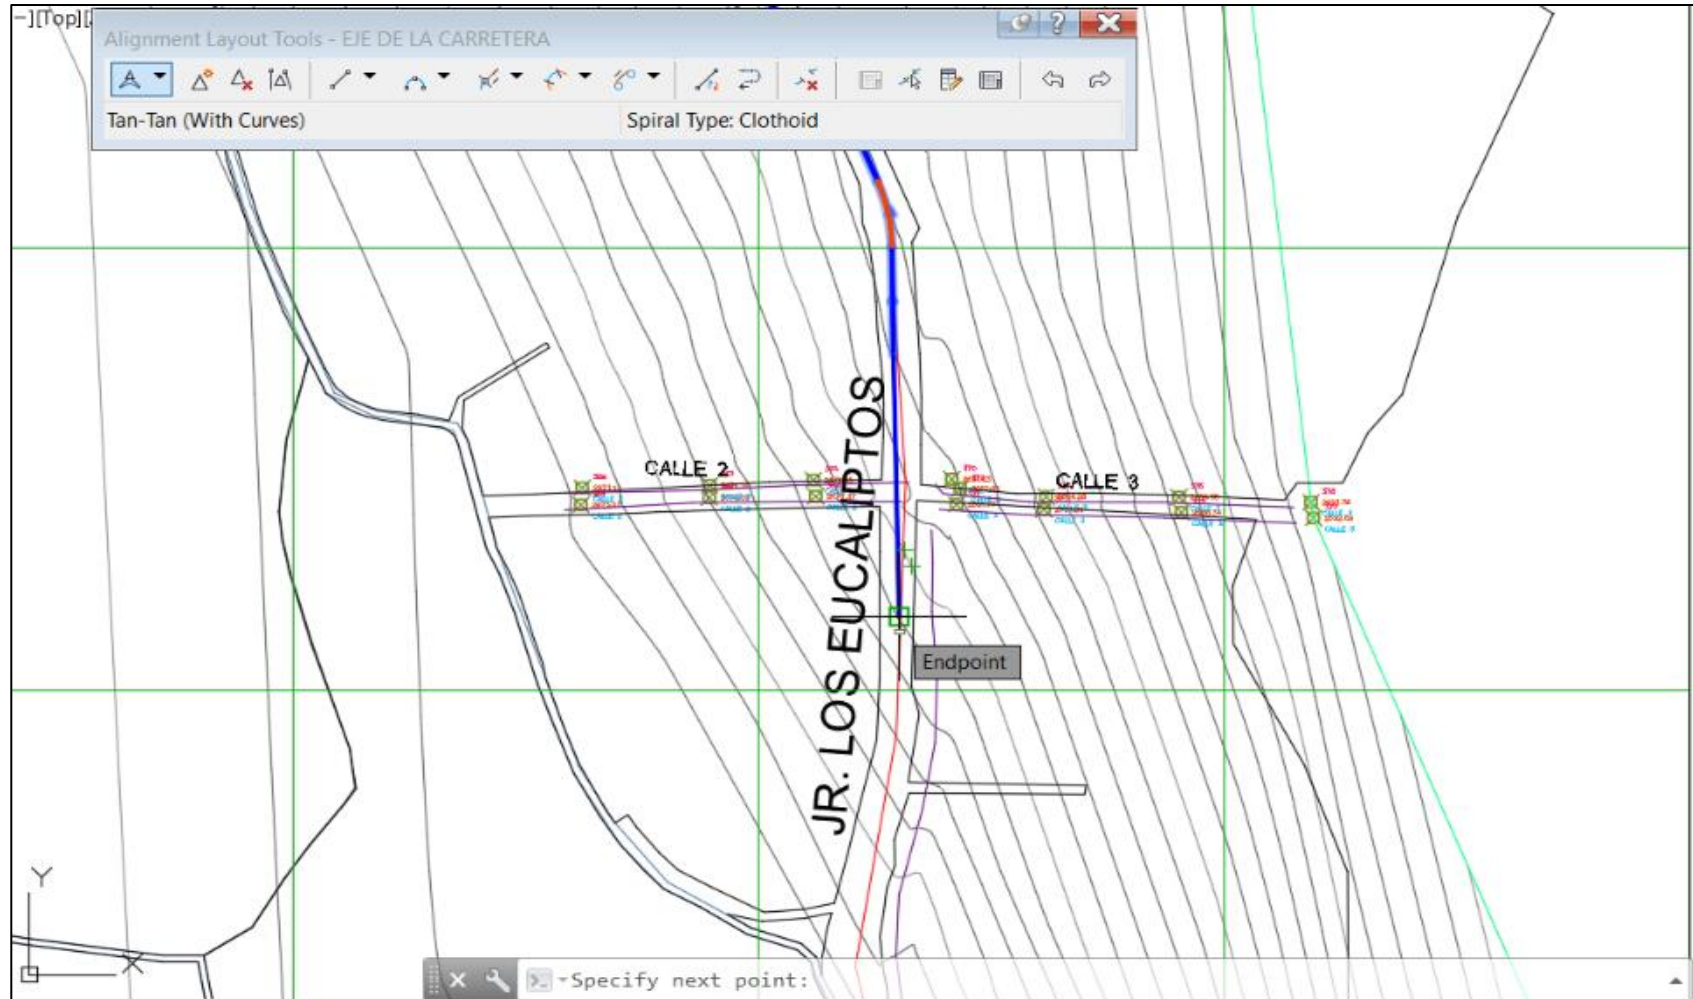 −][Top][
Alignment Layout Tools - EJE DE LA CARRETERA
?
Tan-Tan (With Curves)
Spiral Type: Clothoid
CALLE 2
CALLE 3
JR. LOS EUCALIPTOS
Endpoint
Y
X
Specify next point: